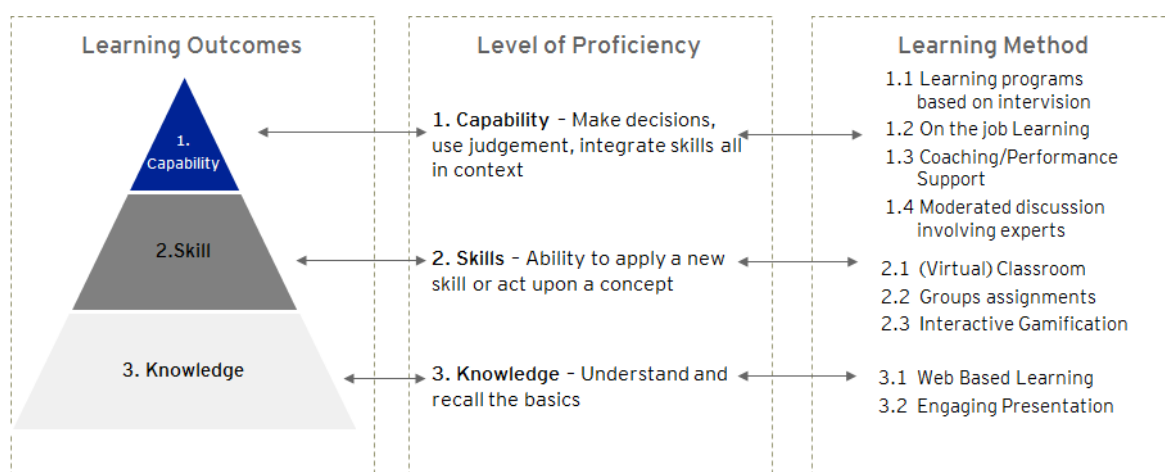 Learning Outcomes
1.
Capability
2.Skill
3. Knowledge
Level of Proficiency
1. Capability – Make decisions,
use judgement, integrate skills all
in context
2. Skills – Ability to apply a new
skill or act upon a concept
3. Knowledge – Understand and
recall the basics
Learning Method
1.1 Learning programs
based on intervision
1.2 On the job Learning
1.3 Coaching/Performance
Support
1.4 Moderated discussion
involving experts
2.1 (Virtual) Classroom
2.2 Groups assignments
2.3 Interactive Gamification
3.1 Web Based Learning
3.2 Engaging Presentation